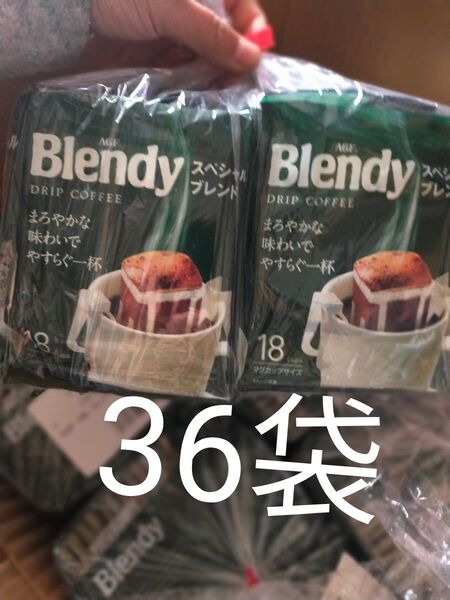 AGF
Blendy
スペシャル
ブレンド
DRIP COFFEE
まろやかな
味わいで
やすらぐ一杯
18
AGF
Blendy
スペシャル
ブレンド
DRIP COFFEE
まろやかな
味わいで
やすらぐ一杯
18
マグカップサイズ
36袋
Blendy